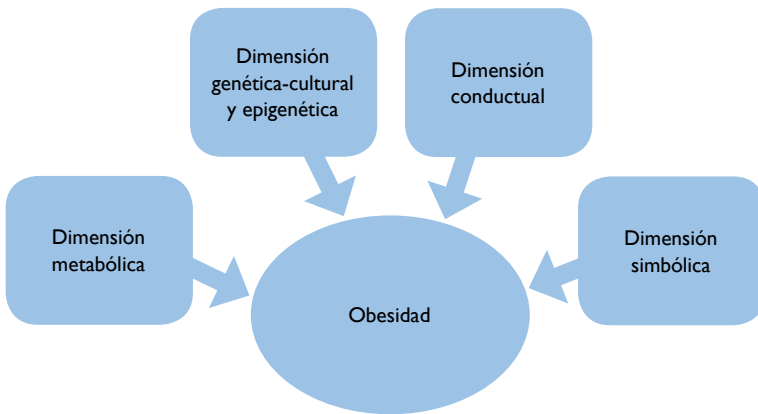 Dimensión
genética-cultural
y epigenética
Dimensión
conductual
Dimensión
metabólica
Dimensión
simbólica
Obesidad